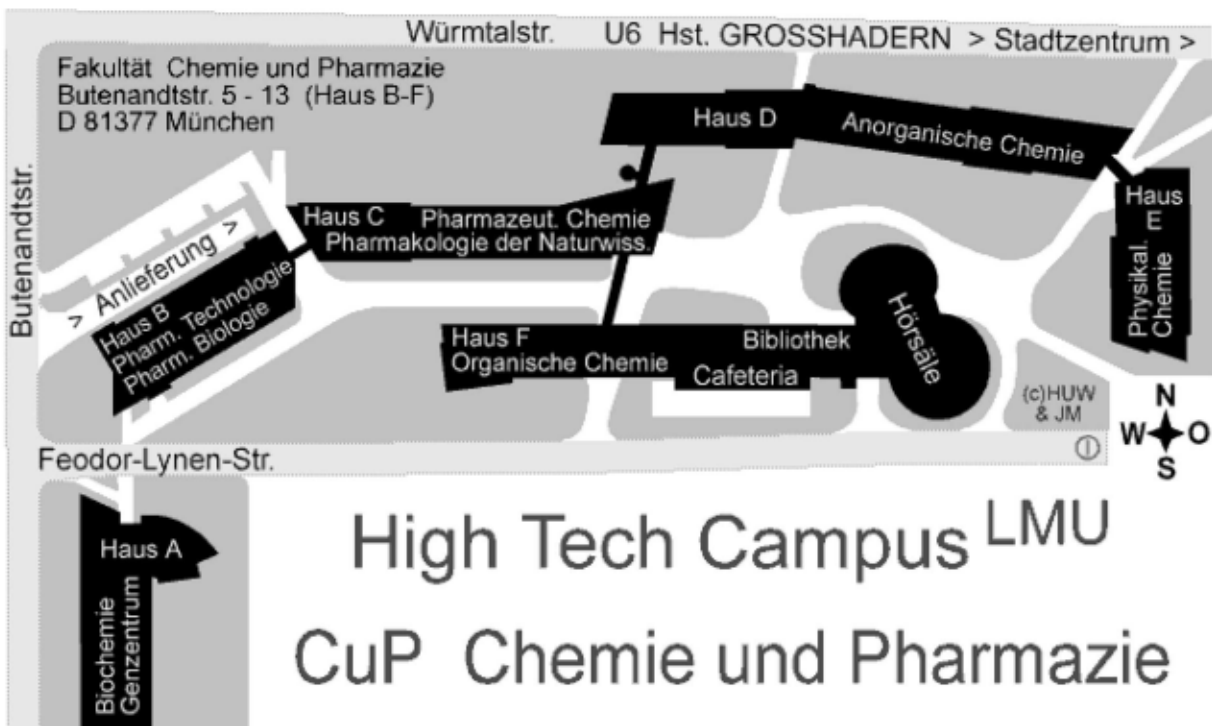 Würmtalstr. U6 Hst. GROSSHADERN > Stadtzentrum >
Fakultät Chemie und Pharmazie
Butenandtstr. 5 - 13 (Haus B-F)
D 81377 München
Butenandtstr.
Haus D
Anorganische Chemie
Haus
E
Physikal.
Chemie
Haus C Pharmazeut. Chemie
Pharmakologie der Naturwiss.
> Anlieferung >
Haus B
Pharm. Technologie
Pharm. Biologie
Haus F
Organische Chemie
Bibliothek
Cafeteria
Hörsäle
(c)HUW
& JM
N
W O
S
Feodor-Lynen-Str.
Haus A
Biochemie
Genzentrum
High Tech Campus LMU
CuP Chemie und Pharmazie